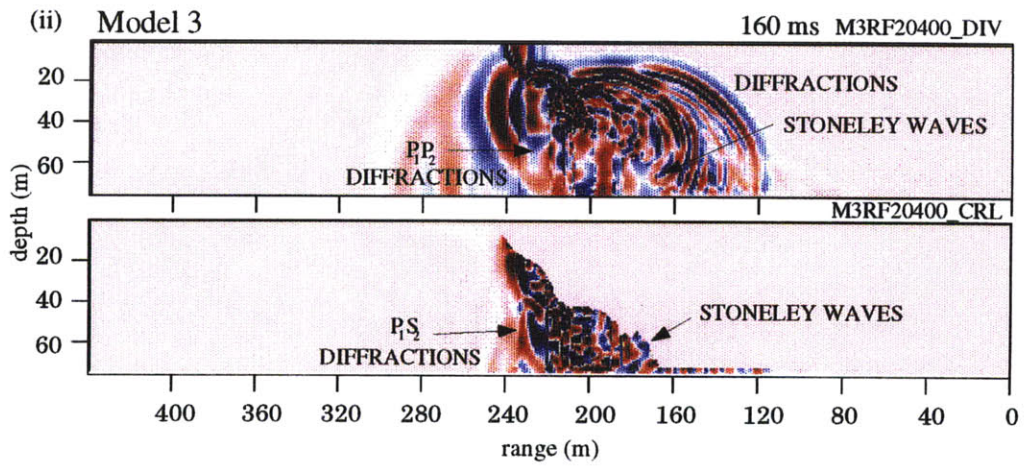 (ii) Model 3 160 ms M3RF20400_DIV
20
40
60
DIFFRACTIONS
STONELEY WAVES
P₁P₂
DIFFRACTIONS
M3RF20400_CRL
depth (m)
20
40
60
STONELEY WAVES
P₁S₂
DIFFRACTIONS
400 360 320 280 240 200 160 120 80 40 0
range (m)